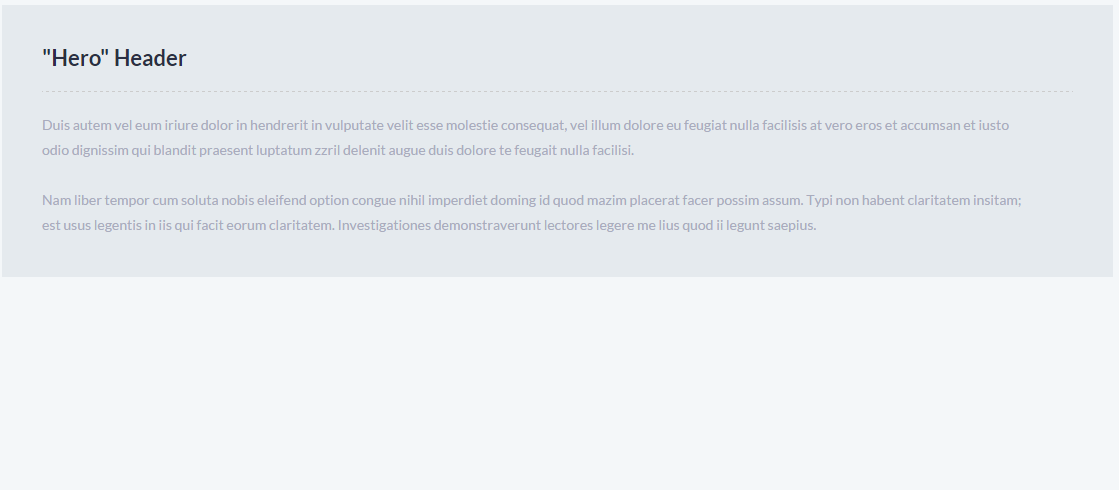 "Hero" Header
Duis autem vel eum iriure dolor in hendrerit in vulputate velit esse molestie consequat, vel illum dolore eu feugiat nulla facilisis at vero eros et accumsan et iusto
odio dignissim qui blandit praesent luptatum zzril delenit augue duis dolore te feugait nulla facilisi.
Nam liber tempor cum soluta nobis eleifend option congue nihil imperdiet doming id quod mazim placerat facer possim assum. Typi non habent claritatem insitam;
est usus legentis in iis qui facit eorum claritatem. Investigationes demonstraverunt lectores legere me lius quod ii legunt saepius.